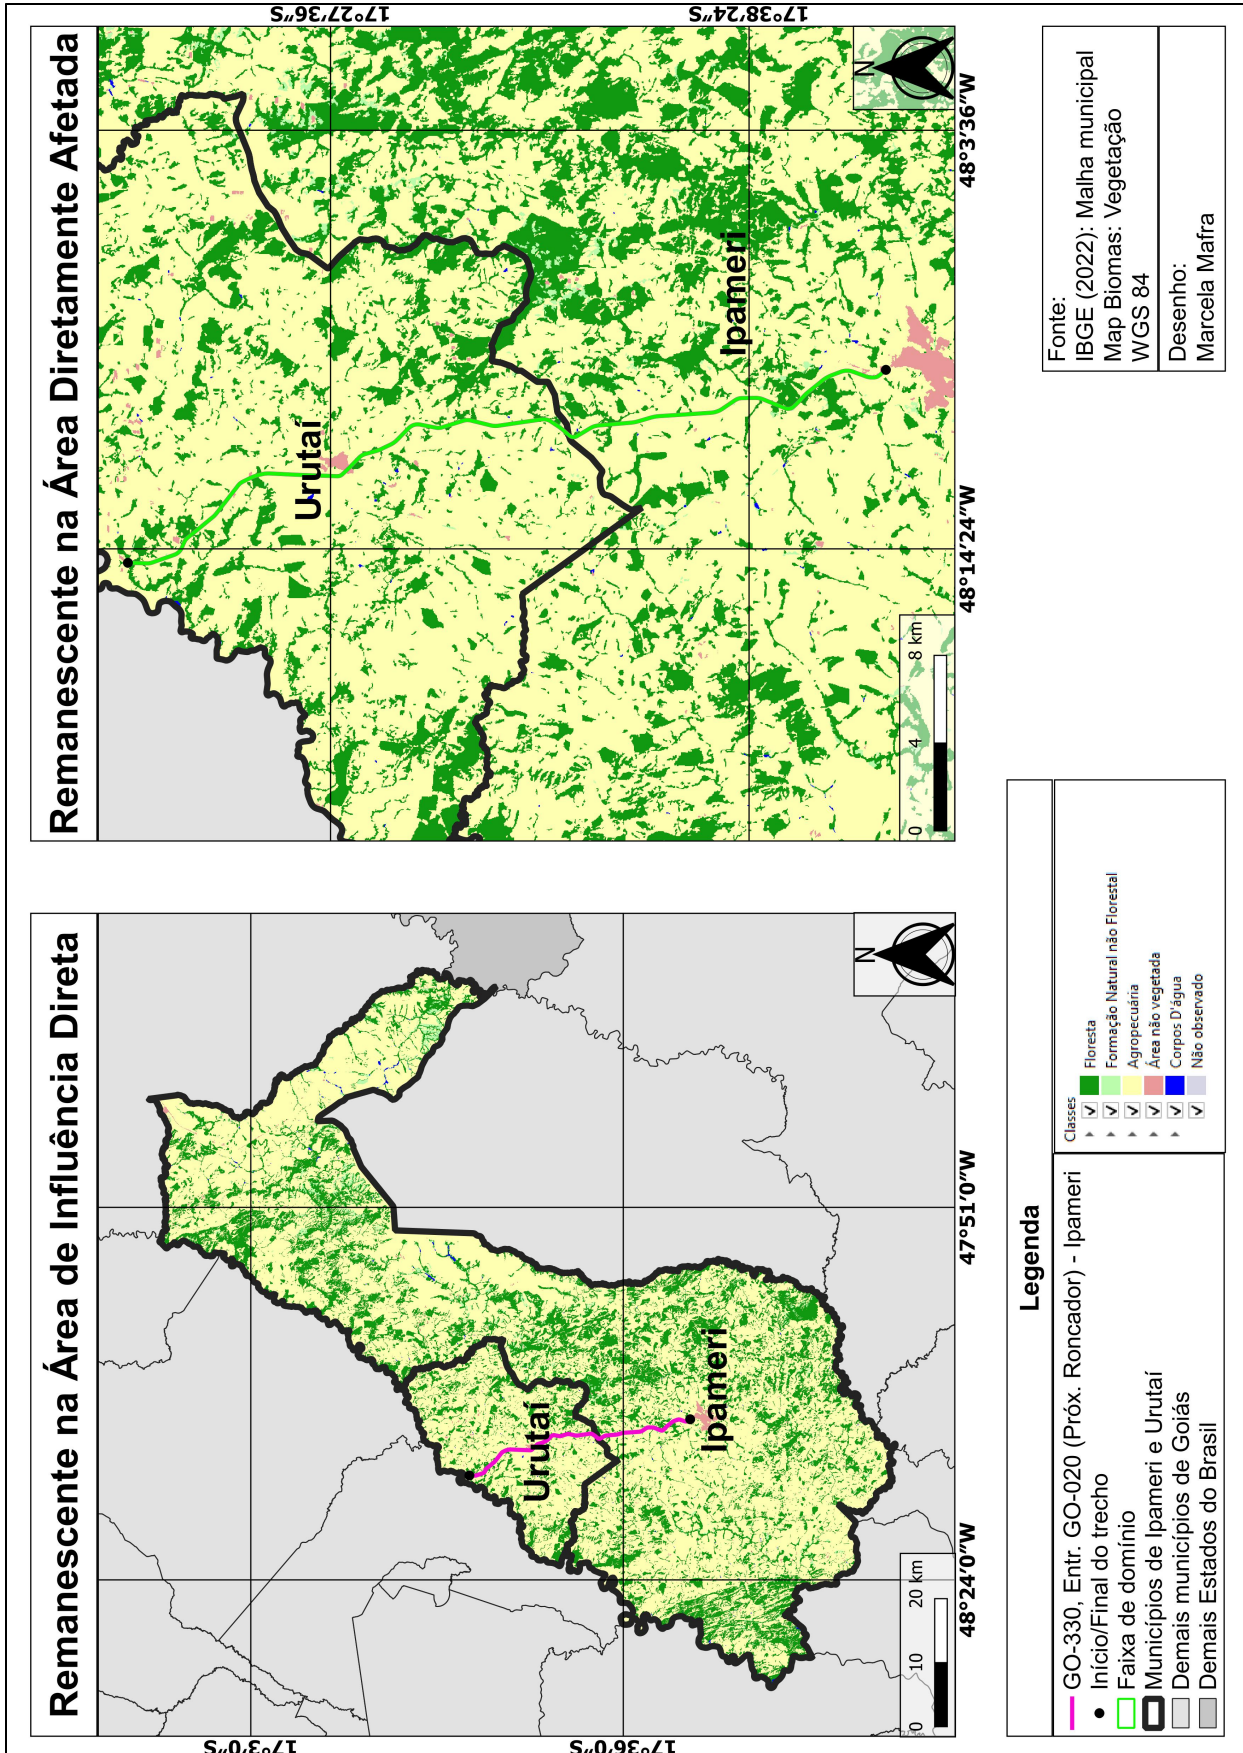 Remanescente na Área de Influência Direta
17°3′0″S
17°36′0″S
48°24′0″W
47°51′0″W
Urutaí
Ipameri
N
0 10 20 km
Remanescente na Área Diretamente Afetada
17°27′36″S
17°38′24″S
48°14′24″W
48°3′36″W
Urutaí
Ipameri
N
0 4 8 km
Legenda
GO-330, Entr. GO-020 (Próx. Roncador) - Ipameri
Início/Final do trecho
Faixa de domínio
Municípios de Ipameri e Urutaí
Demais municípios de Goiás
Demais Estados do Brasil
Classes
Floresta
Formação Natural não Florestal
Agropecuária
Área não vegetada
Corpos D'água
Não observado
Fonte:
IBGE (2022): Malha municipal
Map Biomas: Vegetação
WGS 84
Desenho:
Marcela Mafra